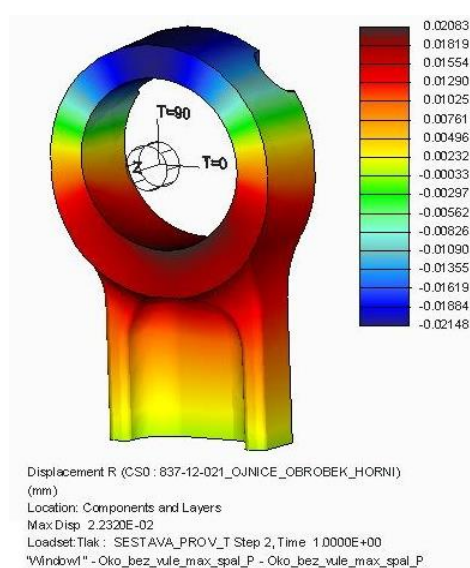 0.02083
0.01819
0.01554
0.01290
0.01025
0.00761
0.00496
0.00232
-0.00033
-0.00297
-0.00562
-0.00826
-0.01090
-0.01355
-0.01619
-0.01884
-0.02148
T=90
Z
T=0
Displacement R (CS0 : 837-12-021_OJNICE_OBROBEK_HORNI)
(mm)
Location: Components and Layers
Max Disp 2.2320E-02
Loadset:Tlak : SESTAVA_PROV_T Step 2, Time 1.0000E+00
"Window1" - Oko_bez_vule_max_spal_P - Oko_bez_vule_max_spal_P